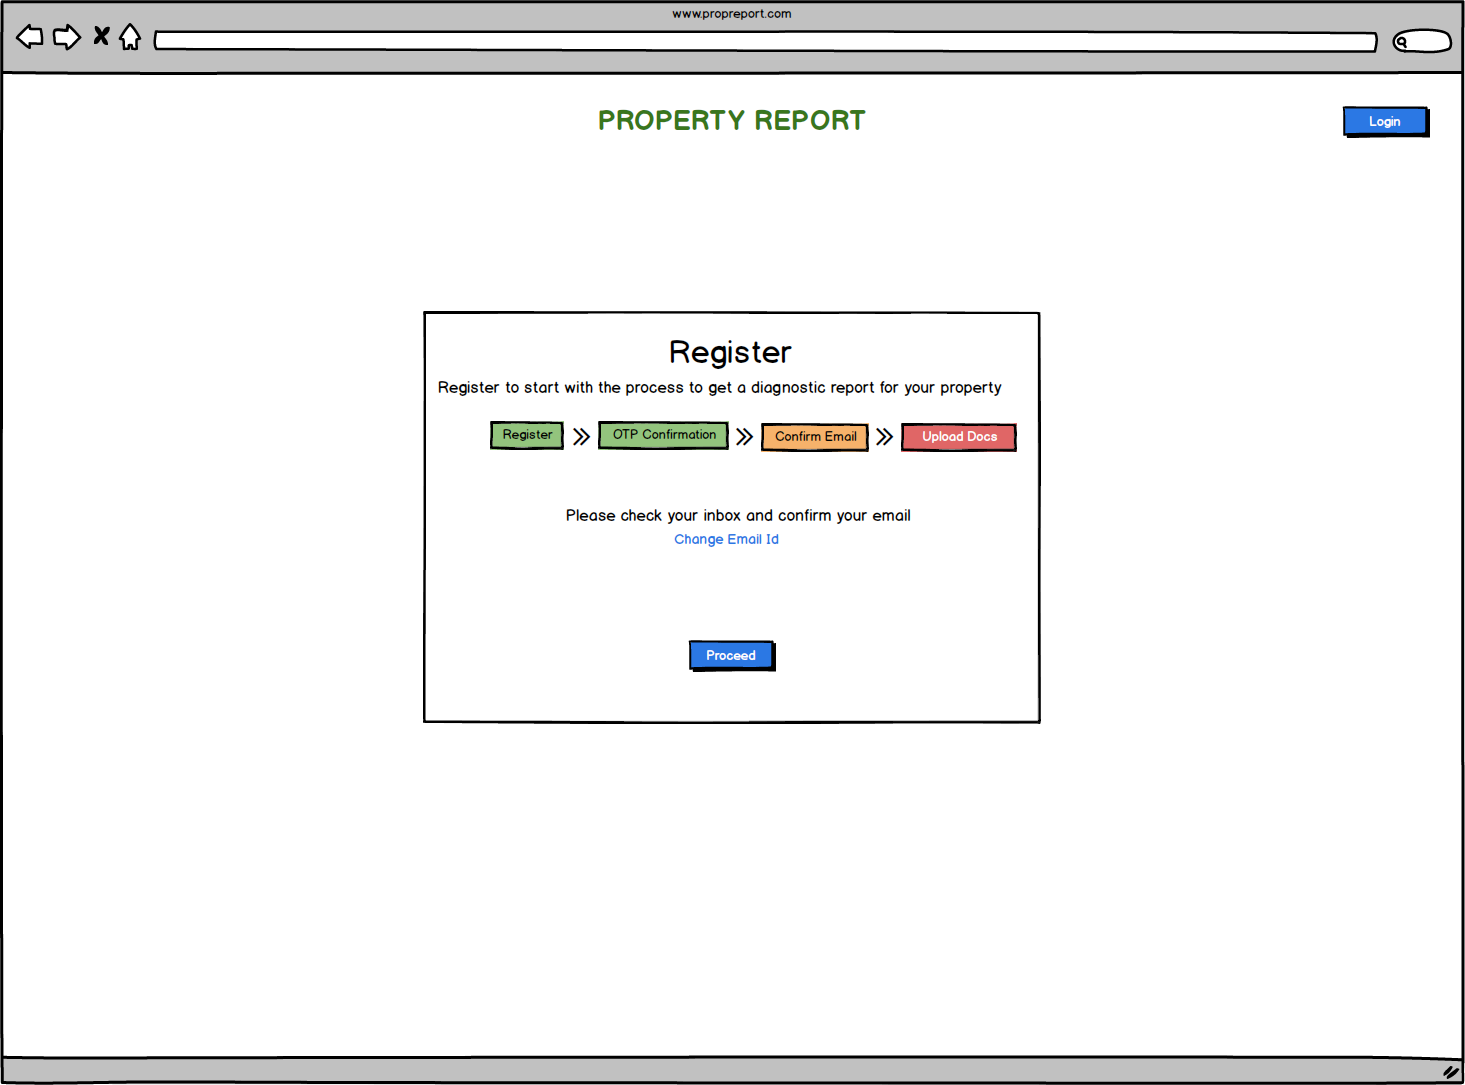 www.propreport.com
PROPERTY REPORT
Login
Register
Register to start with the process to get a diagnostic report for your property
Register
OTP Confirmation
Confirm Email
Upload Docs
Please check your inbox and confirm your email
Change Email Id
Proceed